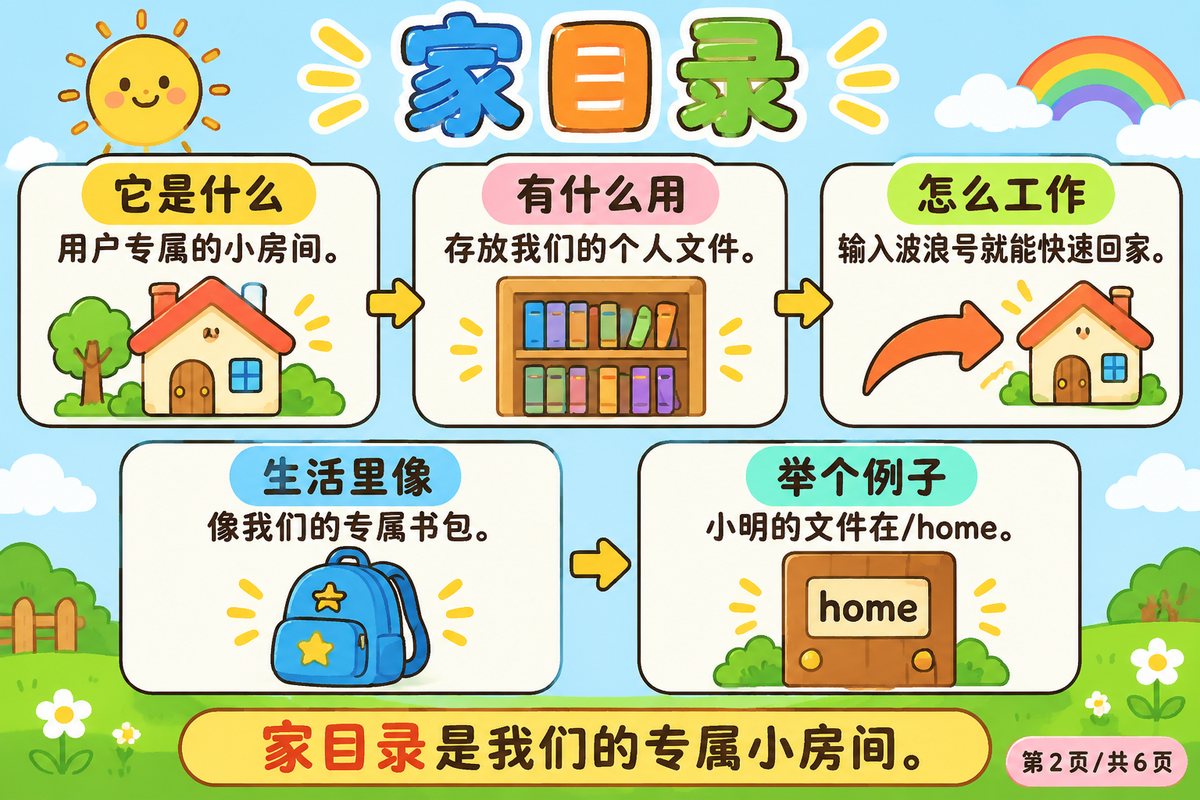 家目录
它是什么
用户专属的小房间。
有什么用
存放我们的个人文件。
怎么工作
输入波浪号就能快速回家。
生活里像
像我们的专属书包。
举个例子
小明的文件在/home。
home
家目录是我们的专属小房间。
第2页/共6页